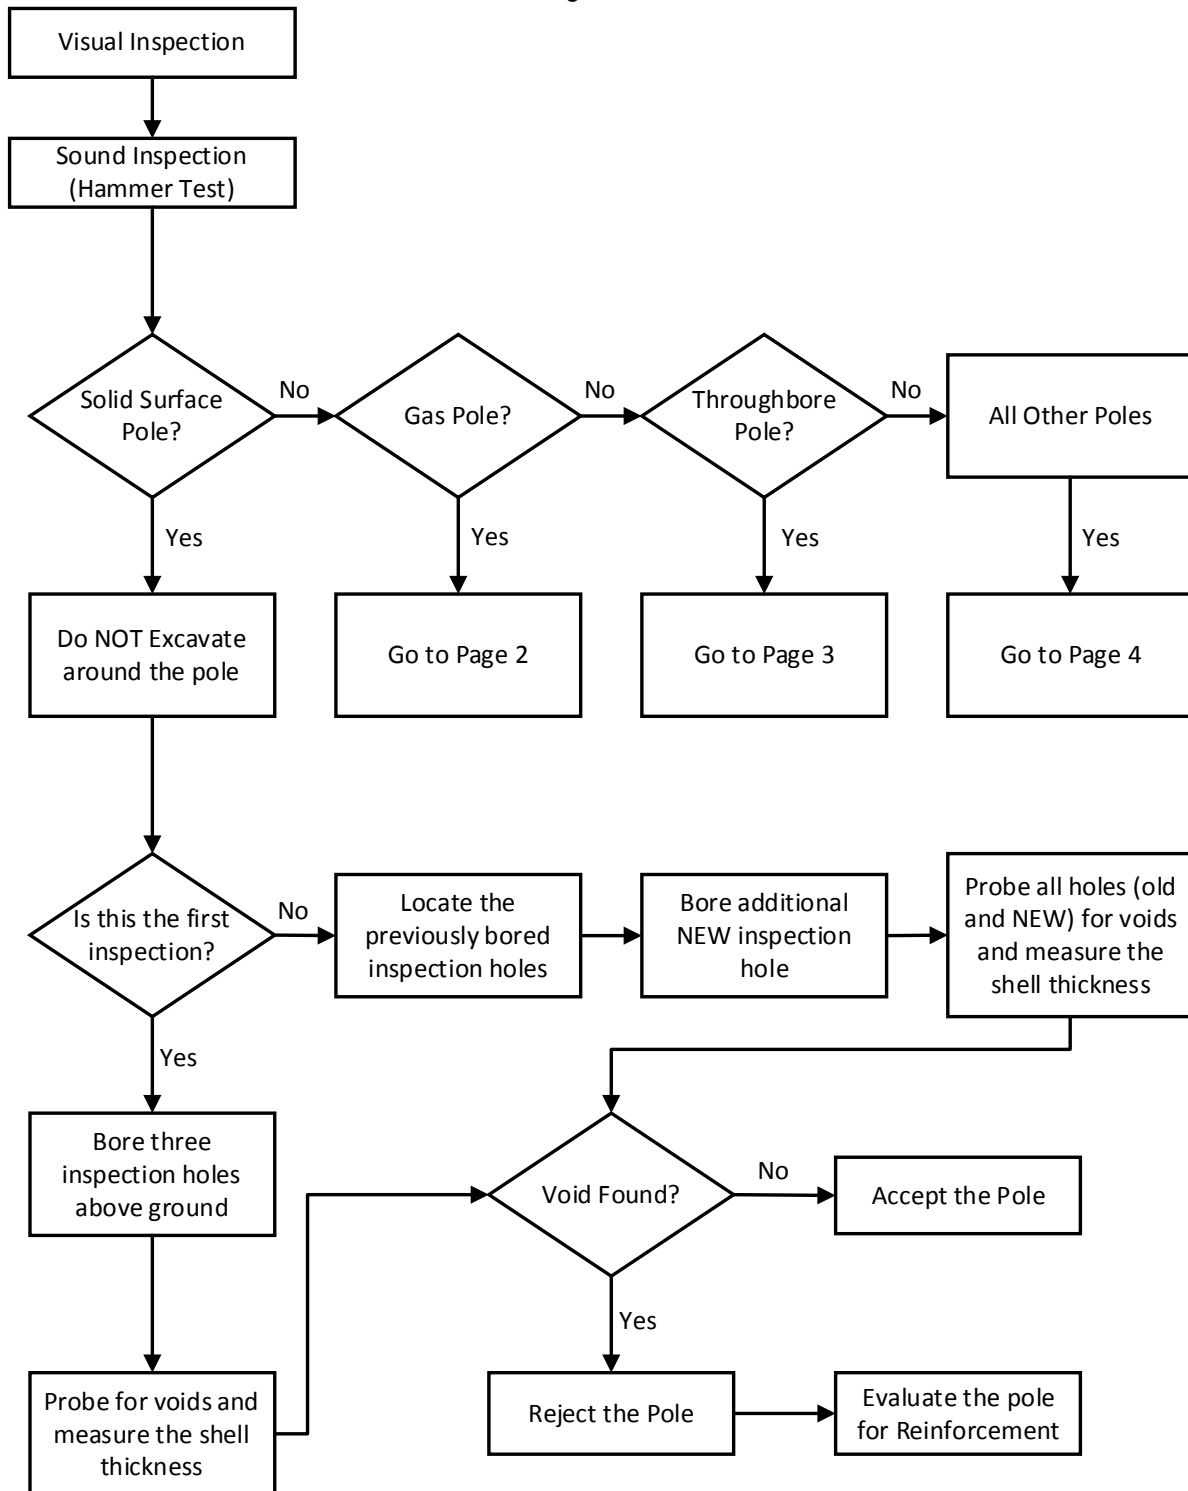 Visual Inspection
Sound Inspection
(Hammer Test)
Solid Surface
Pole?
No
Gas Pole?
No
Throughbore
Pole?
No
All Other Poles
Yes
Yes
Yes
Yes
Do NOT Excavate
around the pole
Go to Page 2
Go to Page 3
Go to Page 4
Is this the first
inspection?
No
Locate the
previously bored
inspection holes
Bore additional
NEW inspection
hole
Probe all holes (old
and NEW) for voids
and measure the
shell thickness
Yes
Bore three
inspection holes
above ground
Void Found?
No
Accept the Pole
Yes
Probe for voids and
measure the shell
thickness
Reject the Pole
Evaluate the pole
for Reinforcement